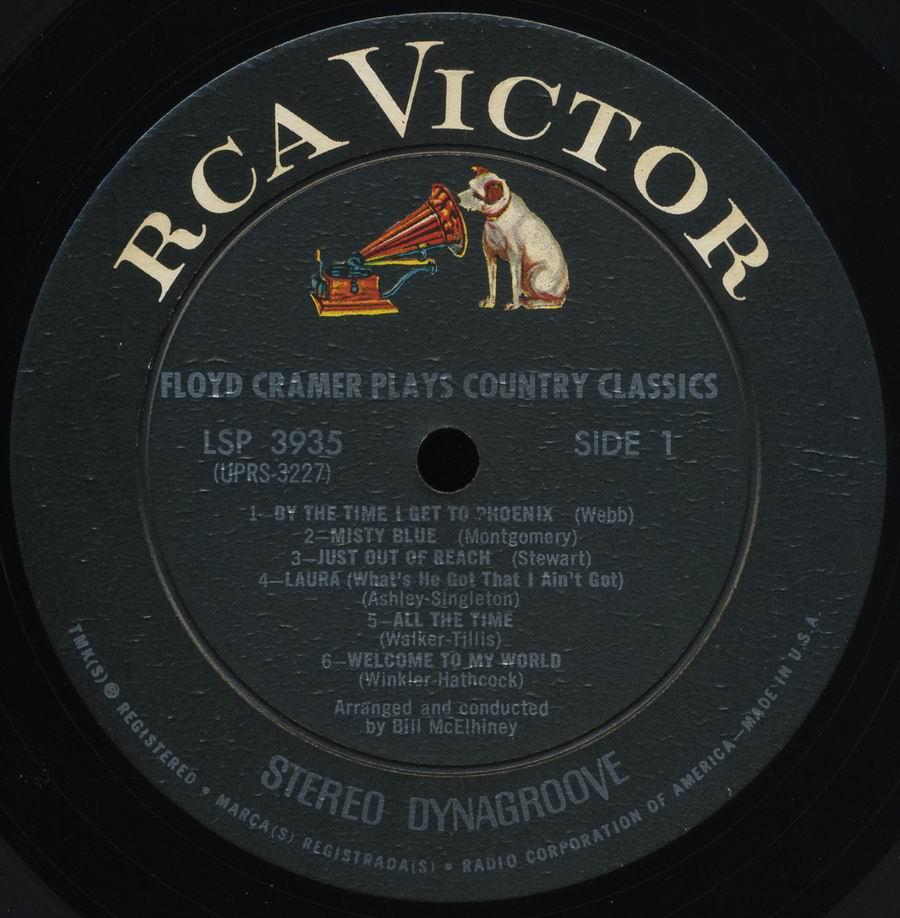 RCA VICTOR
FLOYD CRAMER PLAYS COUNTRY CLASSICS
LSP 3935
(UPRS-3227)
SIDE 1
1—BY THE TIME I GET TO PHOENIX (Webb)
2—MISTY BLUE (Montgomery)
3—JUST OUT OF REACH (Stewart)
4—LAURA (What's He Got That I Ain't Got)
(Ashley-Singleton)
5—ALL THE TIME
(Walker-Tillis)
6—WELCOME TO MY WORLD
(Winkler-Hathcock)
Arranged and conducted
by Bill McElhiney
STEREO DYNAGROOVE
TMK(S) ® REGISTERED • MARCA(S) REGISTRADA(S) • RADIO CORPORATION OF AMERICA—MADE IN U.S.A.